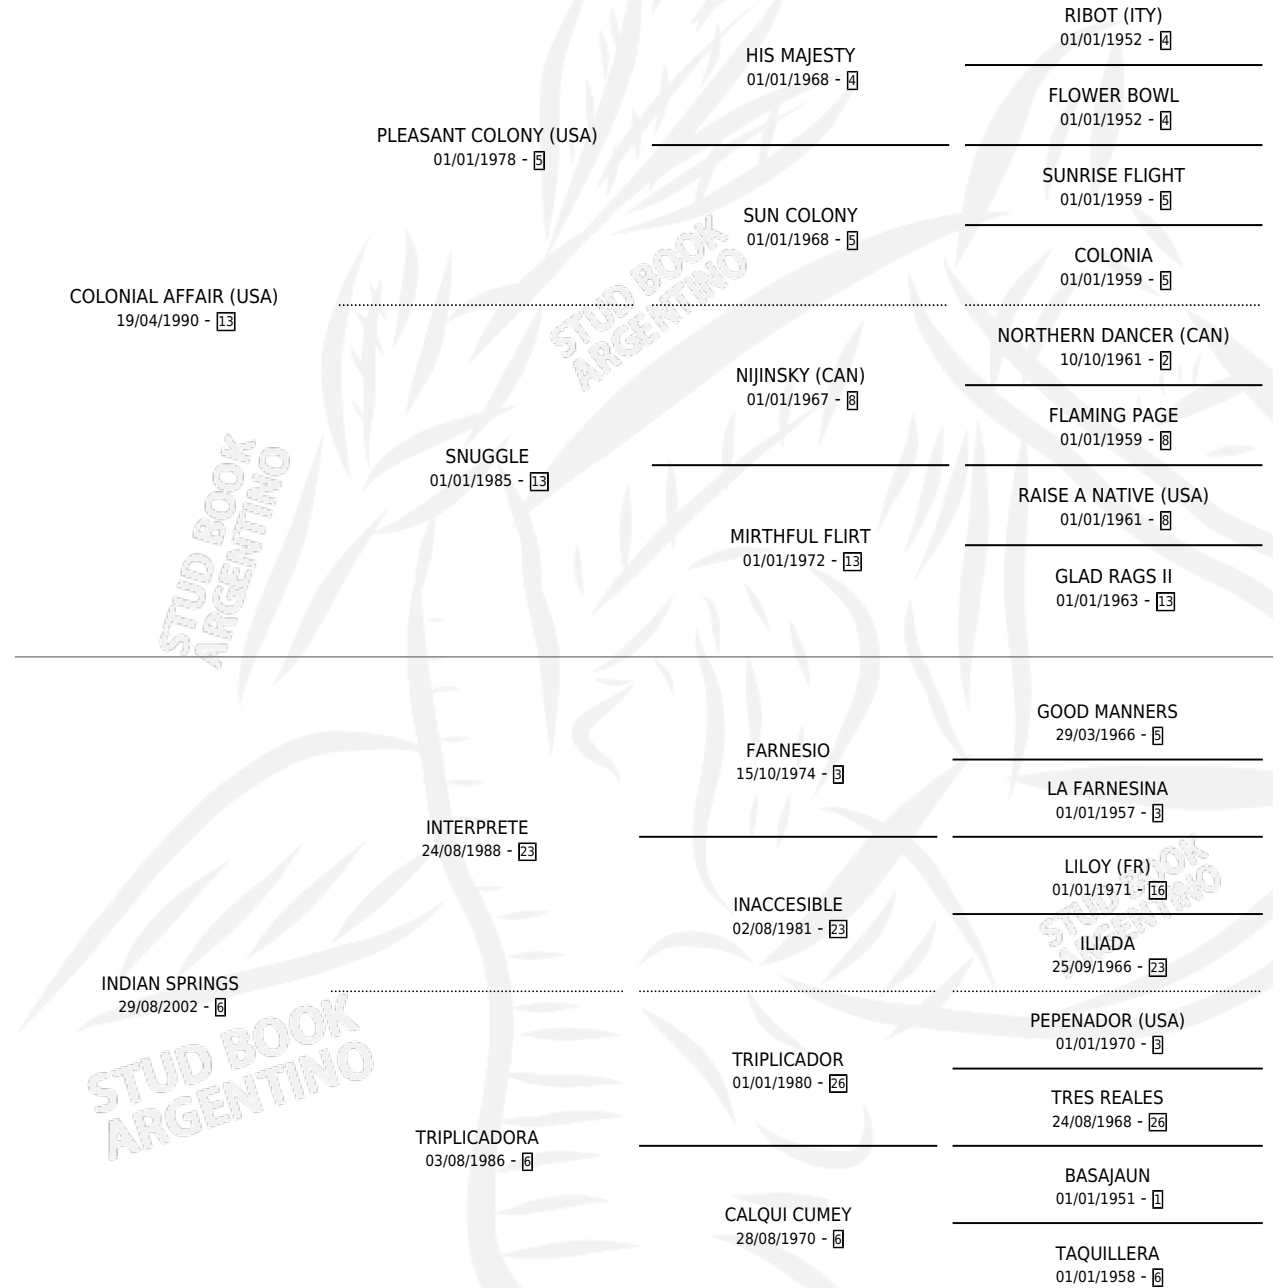 RIBOT (ITY)
01/01/1952 - 4
HIS MAJESTY
01/01/1968 - 4
FLOWER BOWL
01/01/1952 - 4
PLEASANT COLONY (USA)
01/01/1978 - 5
SUNRISE FLIGHT
01/01/1959 - 5
SUN COLONY
01/01/1968 - 5
COLONIA
01/01/1959 - 5
COLONIAL AFFAIR (USA)
19/04/1990 - 13
NORTHERN DANCER (CAN)
10/10/1961 - 2
NIJINSKY (CAN)
01/01/1967 - 8
FLAMING PAGE
01/01/1959 - 8
SNUGGLE
01/01/1985 - 13
RAISE A NATIVE (USA)
01/01/1961 - 8
MIRTHFUL FLIRT
01/01/1972 - 13
GLAD RAGS II
01/01/1963 - 13
GOOD MANNERS
29/03/1966 - 5
FARNESIO
15/10/1974 - 3
LA FARNESINA
01/01/1957 - 3
INTERPRETE
24/08/1988 - 23
LILOY (FR)
01/01/1971 - 16
INACCESIBLE
02/08/1981 - 23
ILIADA
25/09/1966 - 23
INDIAN SPRINGS
29/08/2002 - 6
PEPENADOR (USA)
01/01/1970 - 3
TRIPLICADOR
01/01/1980 - 26
TRES REALES
24/08/1968 - 26
TRIPLICADORA
03/08/1986 - 6
BASAJAUN
01/01/1951 - 1
CALQUI CUMEY
28/08/1970 - 6
TAQUILLERA
01/01/1958 - 6
STUD BOOK
ARGENTINO
STUD BOOK
ARGENTINO
STUD BOOK
ARGENTINO
STUD BOOK
ARGENTINO